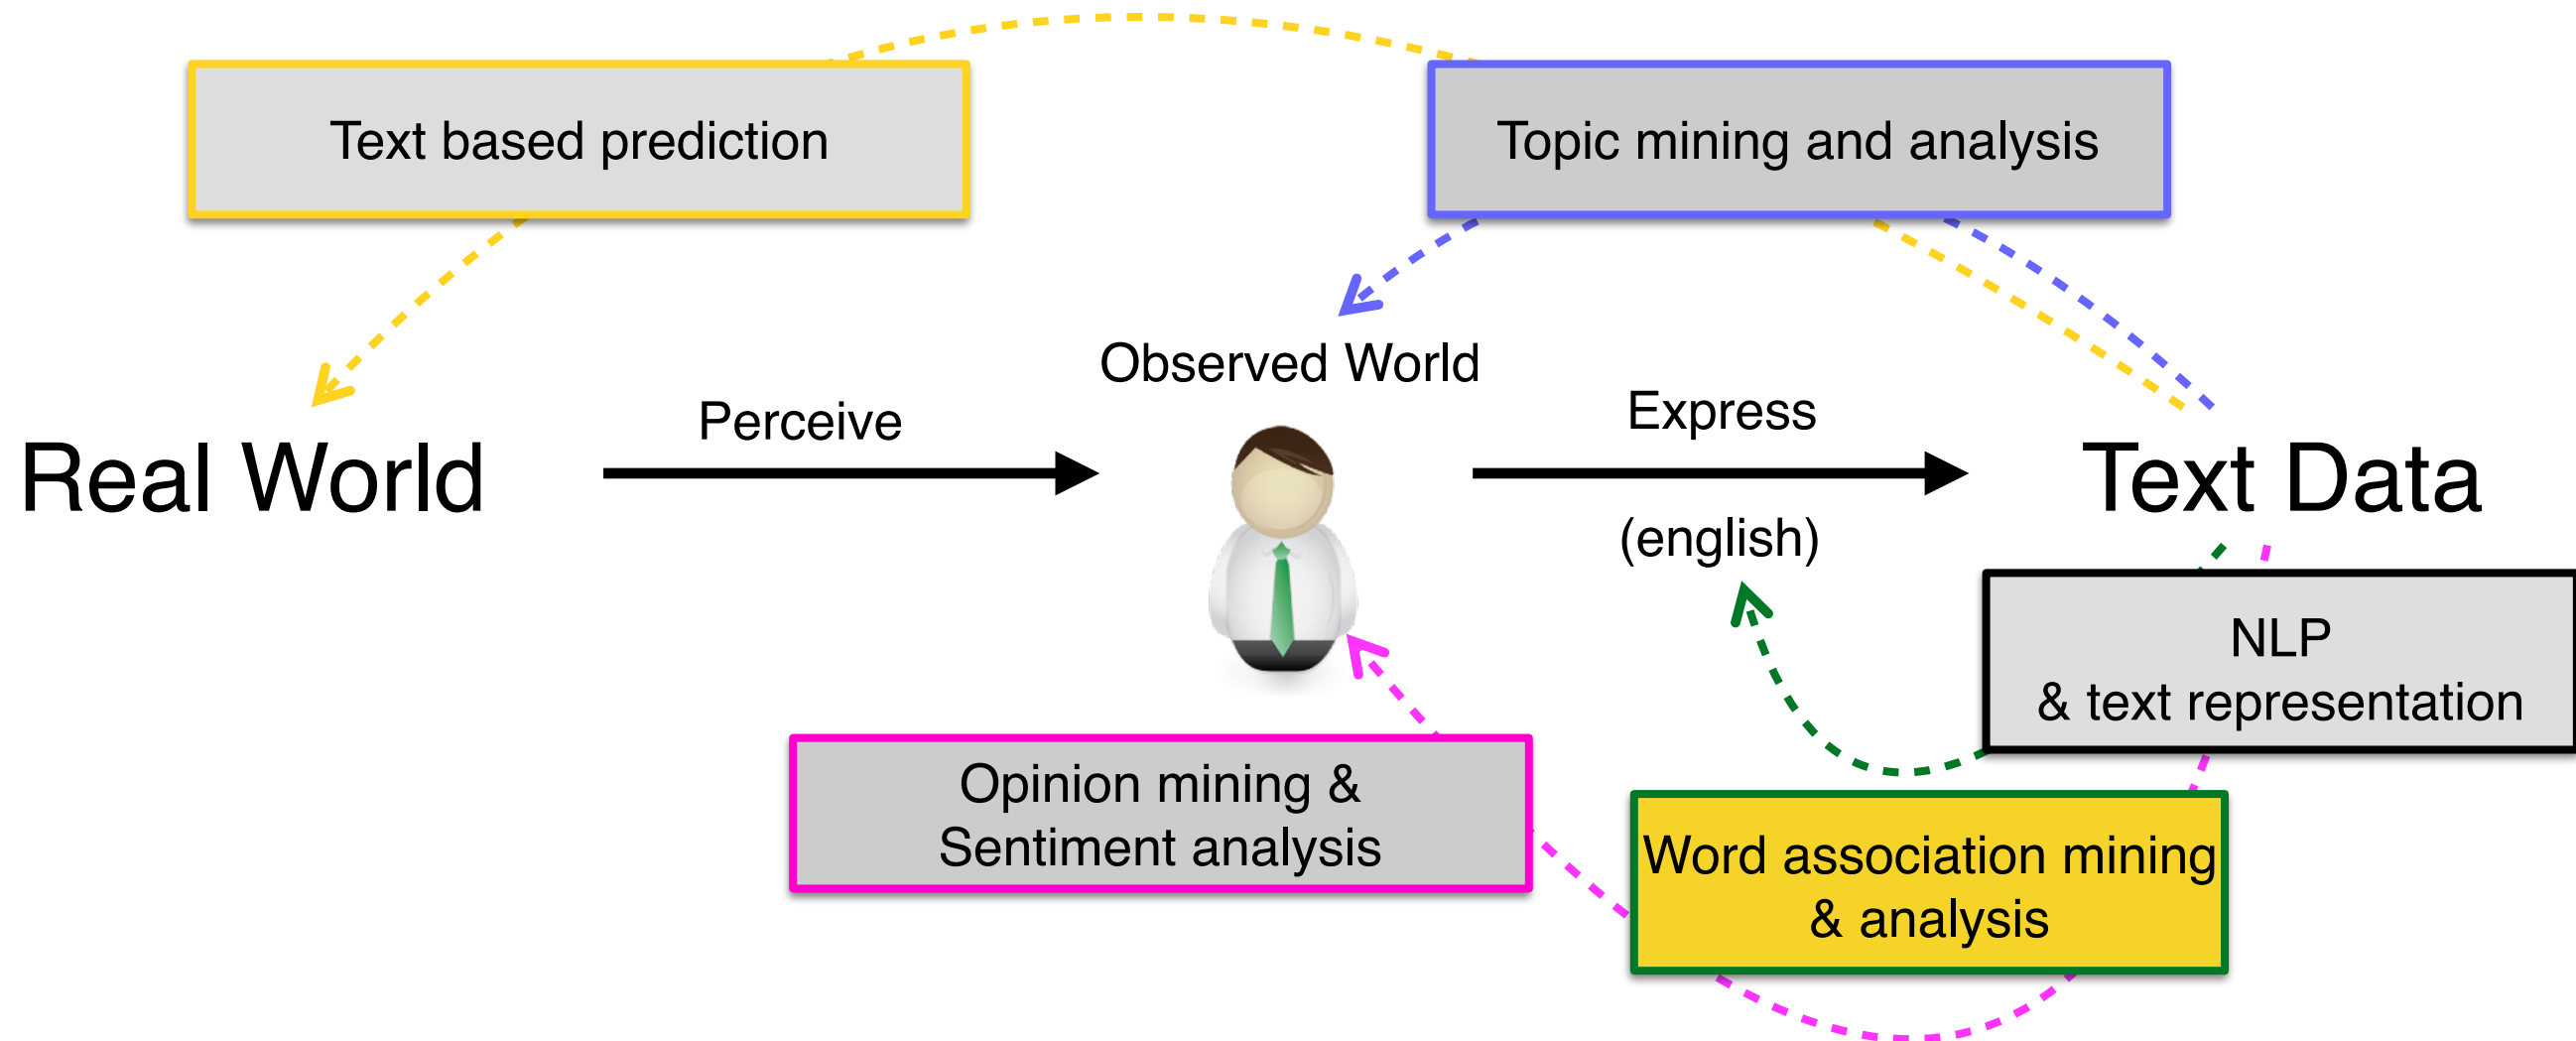 Text based prediction
Topic mining and analysis
Observed World
Perceive
Express
Real World
Text Data
(english)
NLP
& text representation
Opinion mining &
Sentiment analysis
Word association mining
& analysis